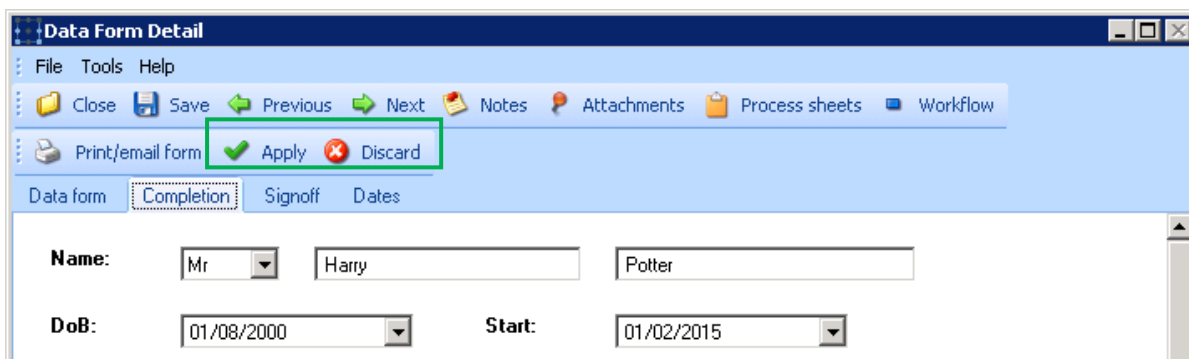 Data Form Detail
File Tools Help
Close Save Previous Next Notes Attachments Process sheets Workflow
Print/email form Apply Discard
Data form Completion Signoff Dates
Name: Mr Harry Potter
DoB: 01/08/2000 Start: 01/02/2015